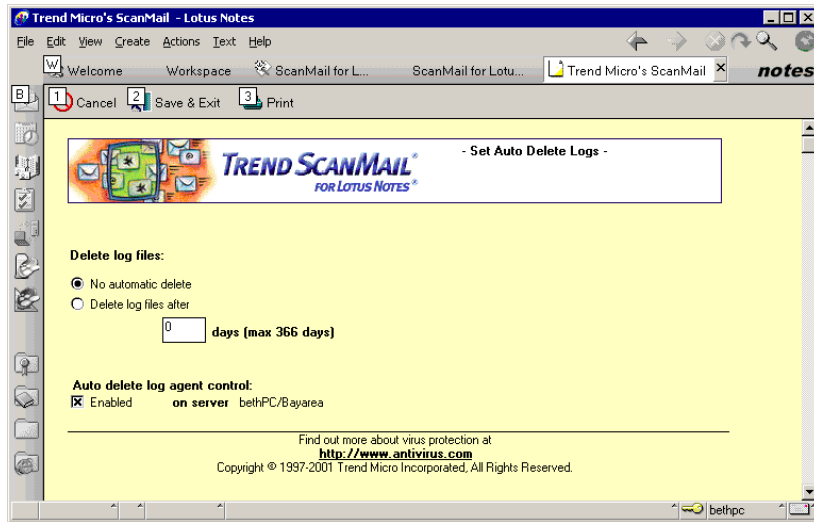 Trend Micro's ScanMail - Lotus Notes
File Edit View Create Actions Text Help
W Welcome Workspace ScanMail for L... ScanMail for Lotu... Trend Micro's ScanMail notes
B 1 Cancel 2 Save & Exit 3 Print
TREND SCANMAIL®
FOR LOTUS NOTES®
- Set Auto Delete Logs -
Delete log files:
No automatic delete
Delete log files after
0 days (max 366 days)
Auto delete log agent control:
Enabled on server bethPC/Bayarea
Find out more about virus protection at
http://www.antivirus.com
Copyright © 1997-2001 Trend Micro Incorporated, All Rights Reserved.
bethpc